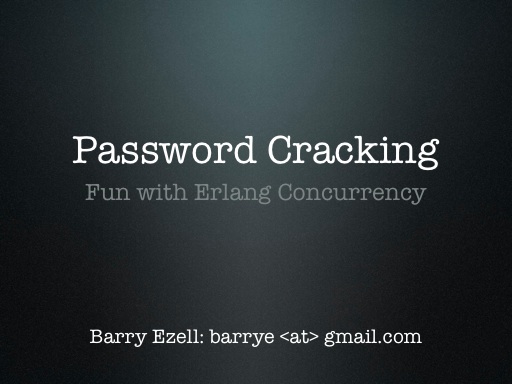 Password Cracking
Fun with Erlang Concurrency
Barry Ezell: barrye <at> gmail.com